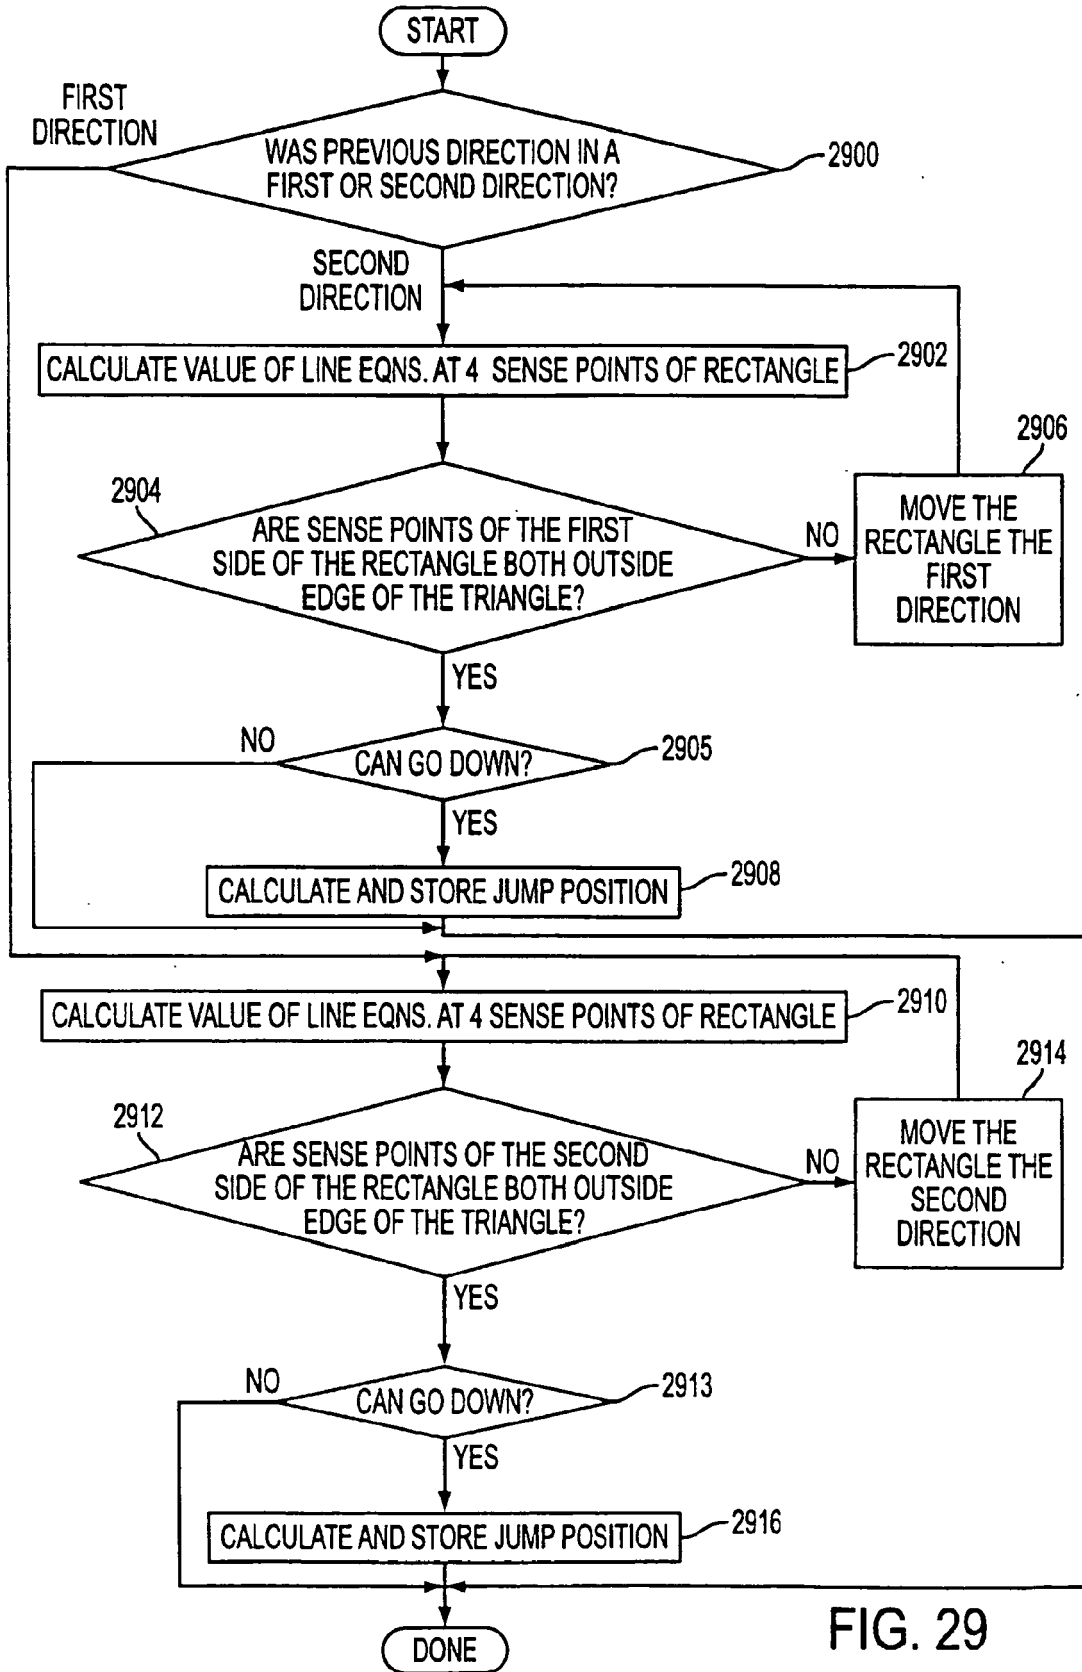 START
FIRST
DIRECTION
WAS PREVIOUS DIRECTION IN A
FIRST OR SECOND DIRECTION?
2900
SECOND
DIRECTION
CALCULATE VALUE OF LINE EQNS. AT 4 SENSE POINTS OF RECTANGLE
2902
2904
ARE SENSE POINTS OF THE FIRST
SIDE OF THE RECTANGLE BOTH OUTSIDE
EDGE OF THE TRIANGLE?
NO
2906
MOVE THE
RECTANGLE THE
FIRST
DIRECTION
YES
NO
CAN GO DOWN?
2905
YES
CALCULATE AND STORE JUMP POSITION
2908
CALCULATE VALUE OF LINE EQNS. AT 4 SENSE POINTS OF RECTANGLE
2910
2912
ARE SENSE POINTS OF THE SECOND
SIDE OF THE RECTANGLE BOTH OUTSIDE
EDGE OF THE TRIANGLE?
NO
2914
MOVE THE
RECTANGLE THE
SECOND
DIRECTION
YES
NO
CAN GO DOWN?
2913
YES
CALCULATE AND STORE JUMP POSITION
2916
DONE
FIG. 29